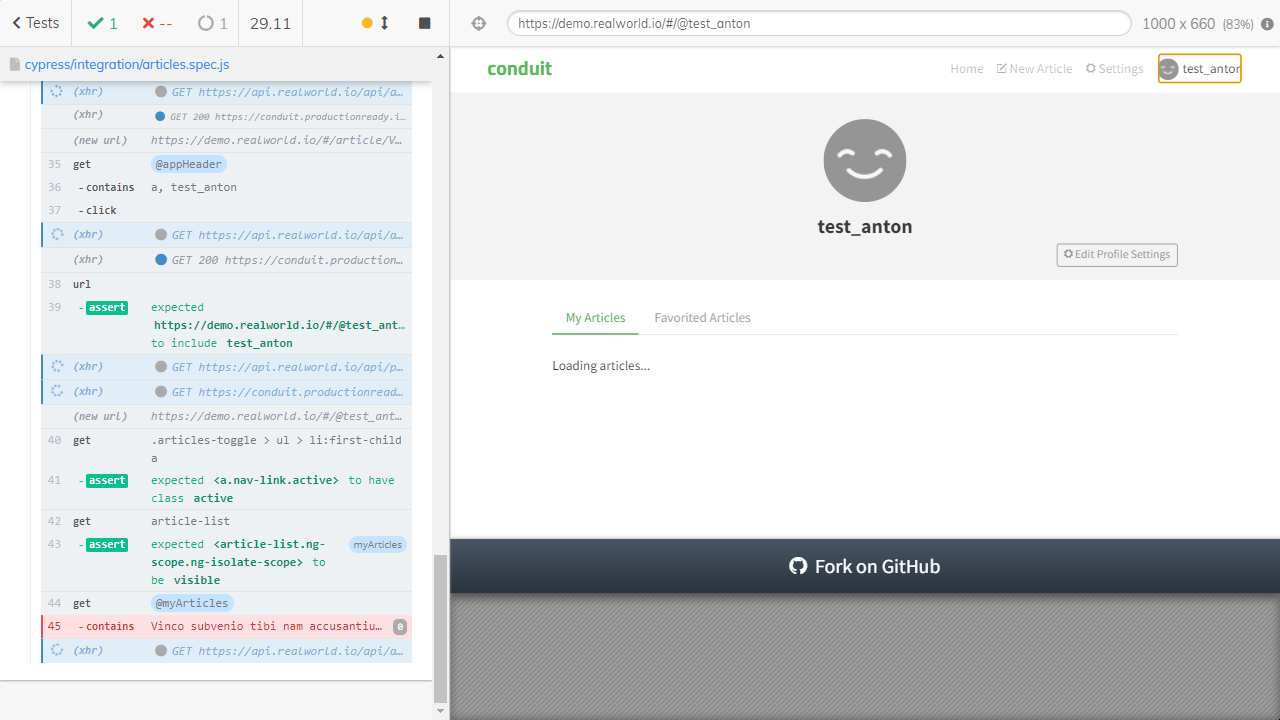 Tests
1
--
1
29.11
https://demo.realworld.io/#/@test_anton
1000 x 660 (83%)
cypress/integration/articles.spec.js
(xhr) GET https://api.realworld.io/api/a…
(xhr) GET 200 https://conduit.productionready.i…
(new url) https://demo.realworld.io/#/article/V…
35 get @appHeader
36 -contains a, test_anton
37 -click
(xhr) GET https://api.realworld.io/api/a…
(xhr) GET 200 https://conduit.production…
38 url
39 -assert expected
https://demo.realworld.io/#/@test_ant…
to include test_anton
(xhr) GET https://api.realworld.io/api/p…
(xhr) GET https://conduit.productionread…
(new url) https://demo.realworld.io/#/@test_ant…
40 get .articles-toggle > ul > li:first-child
a
41 -assert expected <a.nav-link.active> to have
class active
42 get article-list
43 -assert expected <article-list.ng- myArticles
scope.ng-isolate-scope> to
be visible
44 get @myArticles
45 -contains Vinco subvenio tibi nam accusantiu… 0
(xhr) GET https://api.realworld.io/api/a…
conduit
Home New Article Settings test_anton
test_anton
Edit Profile Settings
My Articles Favorited Articles
Loading articles...
Fork on GitHub